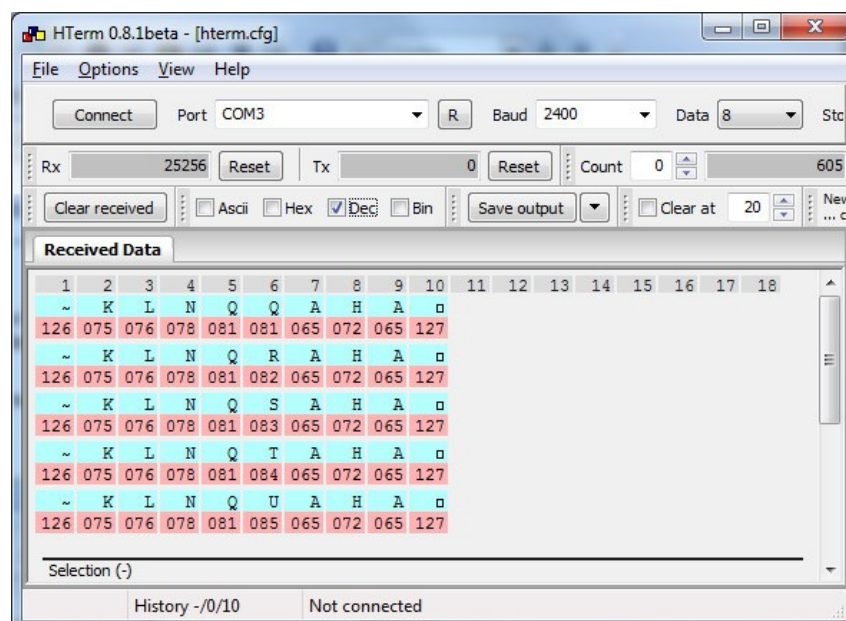 HTerm 0.8.1beta - [hterm.cfg]
File Options View Help
Connect Port COM3 R Baud 2400 Data 8 Sto
Rx 25256 Reset Tx 0 Reset Count 0 605
Clear received Ascii Hex Dec Bin Save output Clear at 20 New
... c
Received Data
1 2 3 4 5 6 7 8 9 10 11 12 13 14 15 16 17 18
~ K L N Q Q A H A □
126 075 076 078 081 081 065 072 065 127
~ K L N Q R A H A □
126 075 076 078 081 082 065 072 065 127
~ K L N Q S A H A □
126 075 076 078 081 083 065 072 065 127
~ K L N Q T A H A □
126 075 076 078 081 084 065 072 065 127
~ K L N Q U A H A □
126 075 076 078 081 085 065 072 065 127
Selection (-)
History -/0/10 Not connected